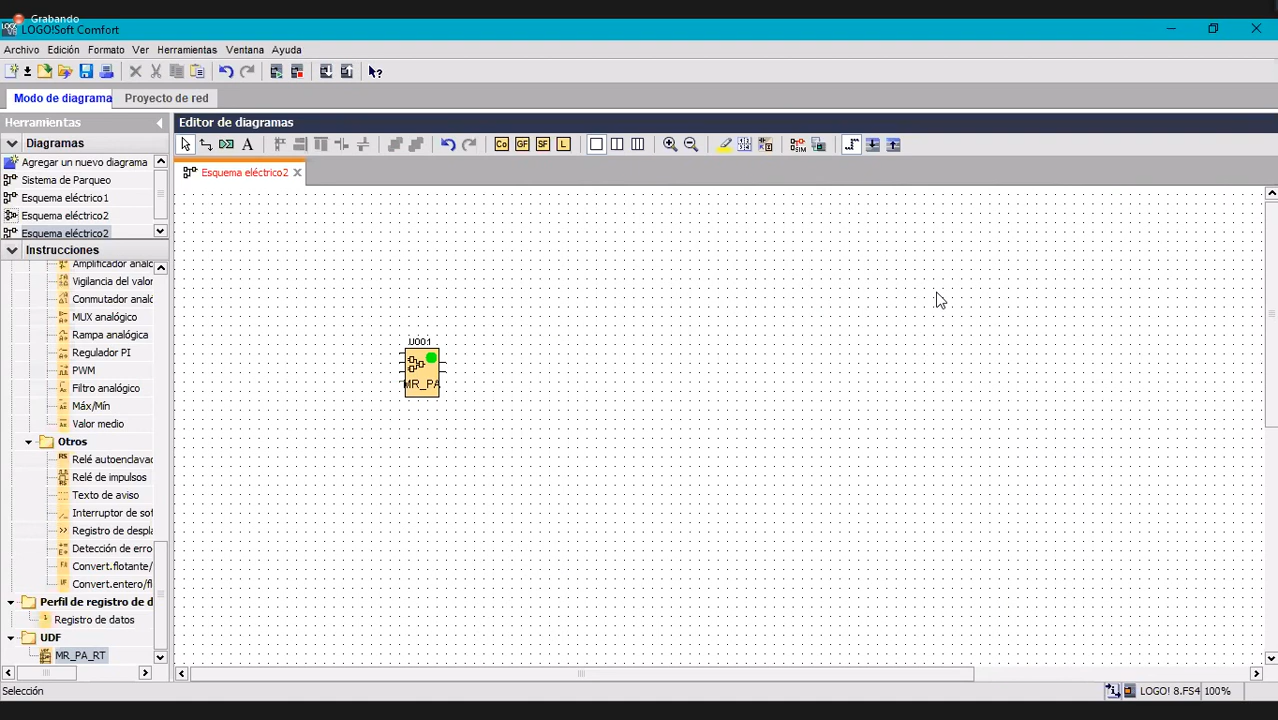 Grabando
LOGO!Soft Comfort
Archivo Edición Formato Ver Herramientas Ventana Ayuda
Modo de diagrama Proyecto de red
Herramientas
Editor de diagramas
Diagramas
A Co GF SF L
Agregar un nuevo diagrama
Esquema eléctrico2
Sistema de Parqueo
Esquema eléctrico1
Esquema eléctrico2
Esquema eléctrico2
Instrucciones
Amplificador analc
Vigilancia del valor
Conmutador analó
MUX analógico
Rampa analógica
Regulador PI
PWM
Filtro analógico
Máx/Mín
Valor medio
Otros
Relé autoenclavac
Relé de impulsos
Texto de aviso
Interruptor de sof
Registro de despla
Detección de erro
Convert.flotante/
Convert.entero/fl
Perfil de registro de d
Registro de datos
UDF
MR_PA_RT
U001
MR_PA
Selección
LOGO! 8.FS4 100%